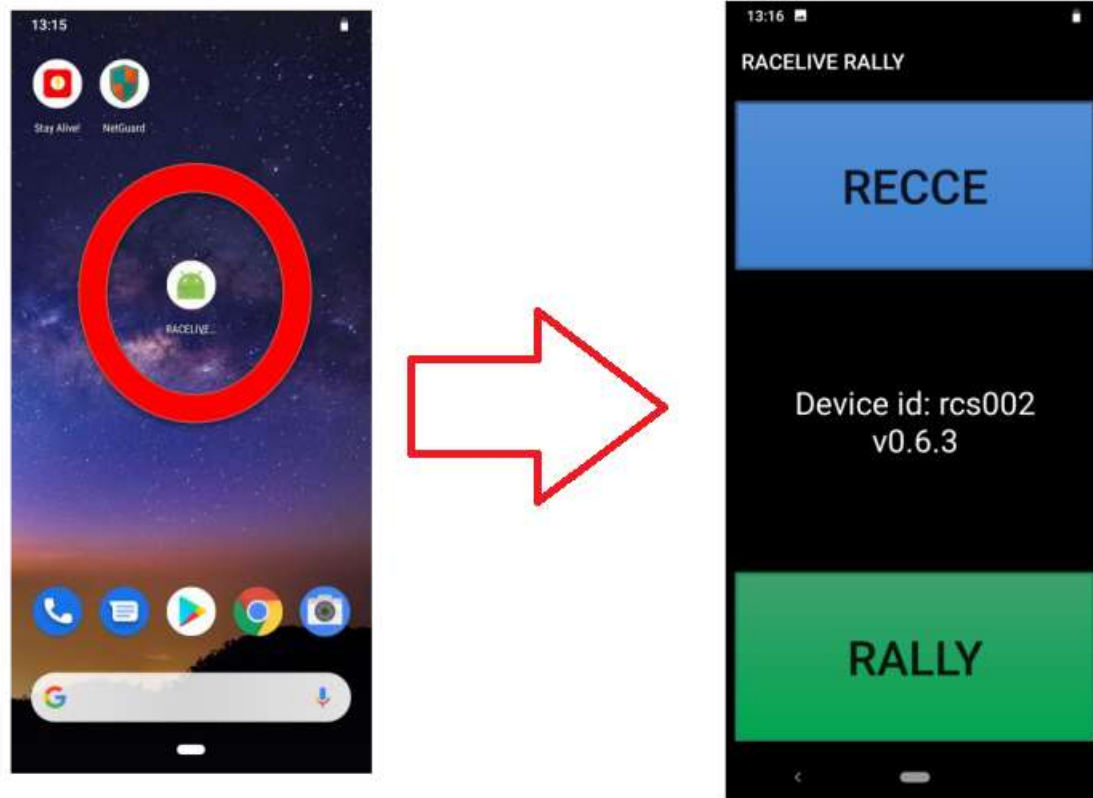 13:15
Stay Alive!
NetGuard
RACELIVE...
G
13:16
RACELIVE RALLY
RECCE
Device id: rcs002
v0.6.3
RALLY